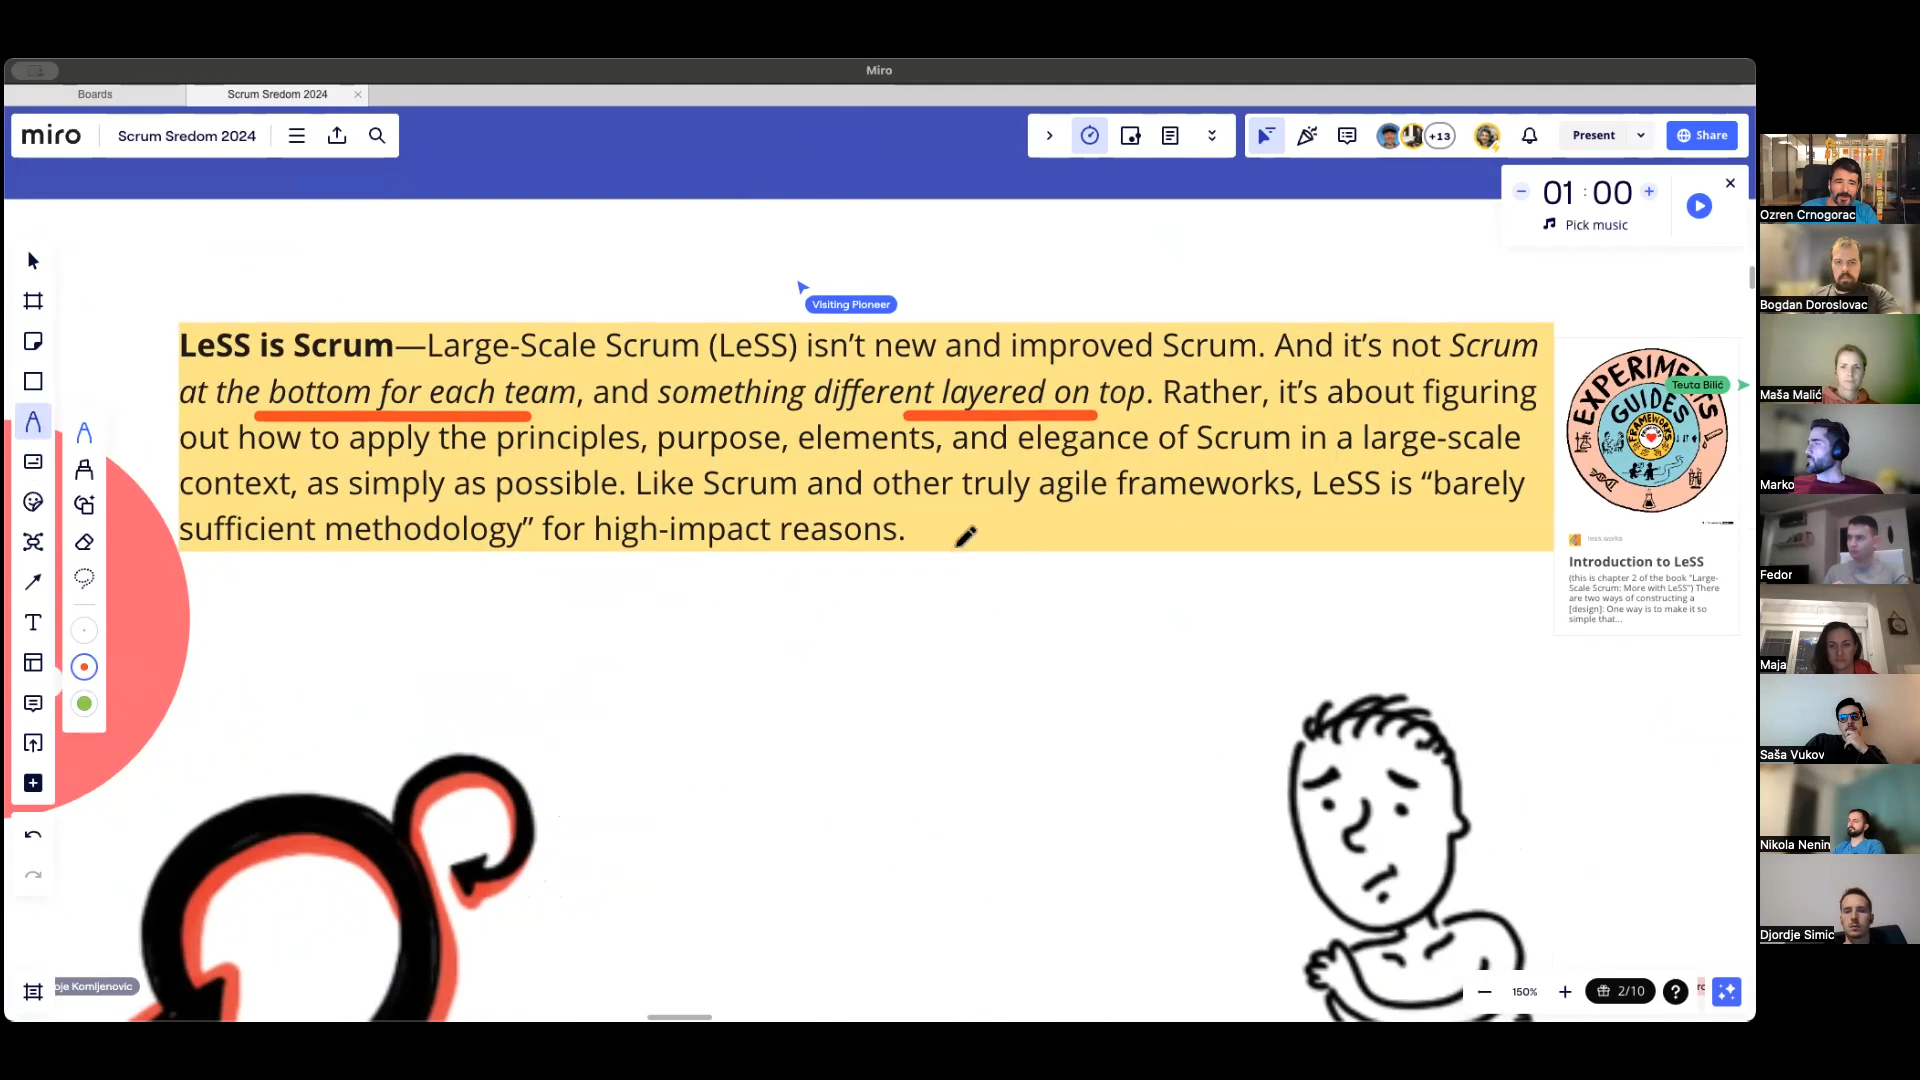 Miro
Boards
Scrum Sredom 2024
miro
Scrum Sredom 2024
+13
Present
Share
01 : 00
Pick music
Visiting Pioneer
LeSS is Scrum—Large-Scale Scrum (LeSS) isn’t new and improved Scrum. And it’s not Scrum
at the bottom for each team, and something different layered on top. Rather, it’s about figuring
out how to apply the principles, purpose, elements, and elegance of Scrum in a large-scale
context, as simply as possible. Like Scrum and other truly agile frameworks, LeSS is “barely
sufficient methodology” for high-impact reasons.
EXPERIMENTS
GUIDES
FRAMEWORKS
Teuta Bilić
less.works
Introduction to LeSS
(this is chapter 2 of the book "Large-
Scale Scrum: More with LeSS") There
are two ways of constructing a
[design]: One way is to make it so
simple that...
oje Komljenovic
150%
2/10
?
Ozren Crnogorac
Bogdan Doroslovac
Maša Malić
Marko
Fedor
Maja
Saša Vukov
Nikola Nenin
Djordje Simic